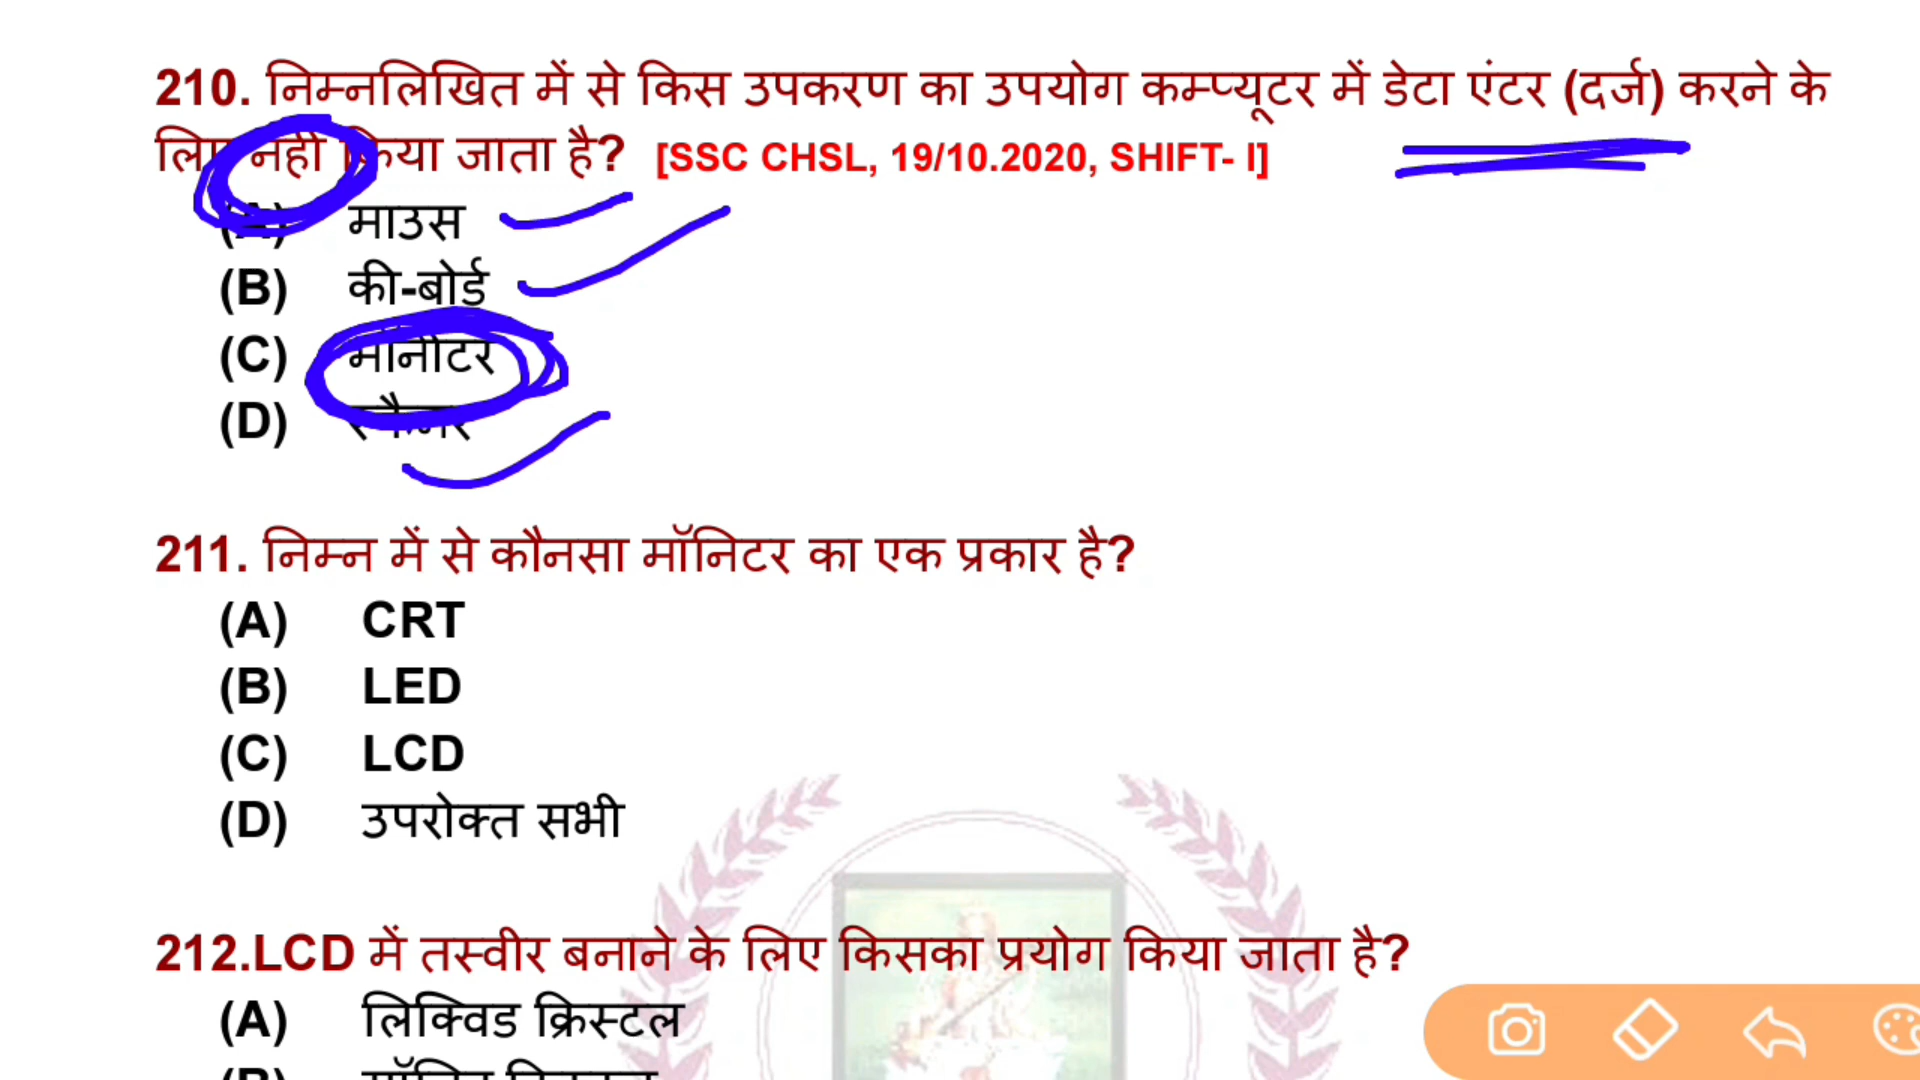 210. निम्नलिखित में से किस उपकरण का उपयोग कम्प्यूटर में डेटा एंटर (दर्ज) करने के
लिए नहीं किया जाता है? [SSC CHSL, 19/10.2020, SHIFT- I]
(A) माउस
(B) की-बोर्ड
(C) मॉनीटर
(D) स्कैनर
211. निम्न में से कौनसा मॉनिटर का एक प्रकार है?
(A) CRT
(B) LED
(C) LCD
(D) उपरोक्त सभी
212.LCD में तस्वीर बनाने के लिए किसका प्रयोग किया जाता है?
(A) लिक्विड क्रिस्टल
(B)